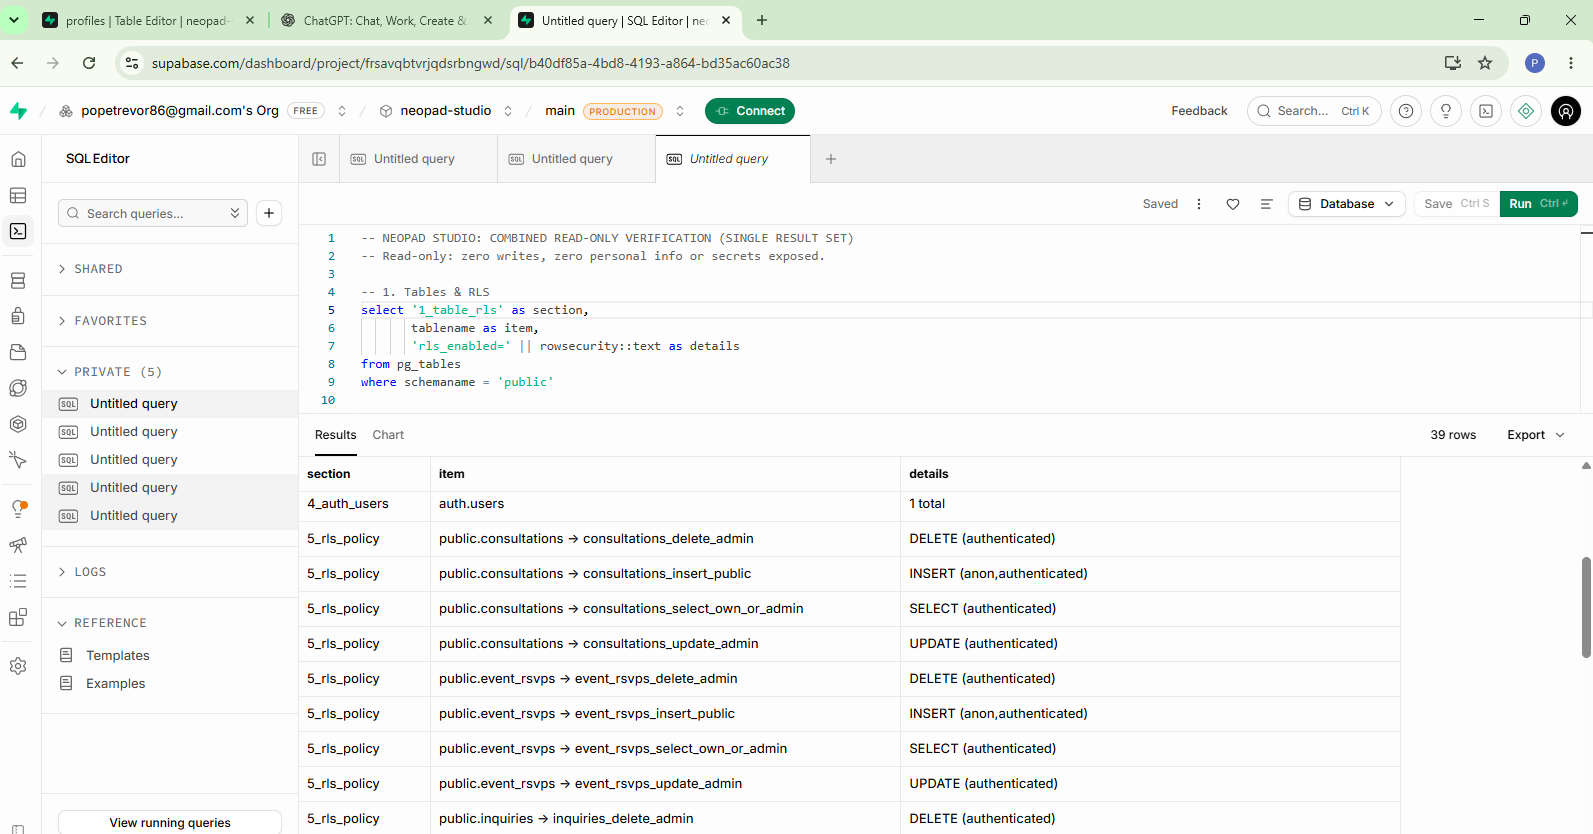 profiles | Table Editor | neopad-
ChatGPT: Chat, Work, Create &
Untitled query | SQL Editor | neo
supabase.com/dashboard/project/frsavqbtvrjqdsrbngwd/sql/b40df85a-4bd8-4193-a864-bd35ac60ac38
P
popetrevor86@gmail.com's Org FREE
neopad-studio
main PRODUCTION
Connect
Feedback
Search... Ctrl K
SQL Editor
SQL Untitled query
SQL Untitled query
SQL Untitled query
Search queries...
Saved
Database
Save Ctrl S
Run Ctrl ↵
SHARED
FAVORITES
PRIVATE (5)
SQL Untitled query
SQL Untitled query
SQL Untitled query
SQL Untitled query
SQL Untitled query
LOGS
REFERENCE
Templates
Examples
View running queries
1 -- NEOPAD STUDIO: COMBINED READ-ONLY VERIFICATION (SINGLE RESULT SET)
2 -- Read-only: zero writes, zero personal info or secrets exposed.
3
4 -- 1. Tables & RLS
5 select '1_table_rls' as section,
6 tablename as item,
7 'rls_enabled=' || rowsecurity::text as details
8 from pg_tables
9 where schemaname = 'public'
10
Results Chart 39 rows Export
section item details
4_auth_users auth.users 1 total
5_rls_policy public.consultations → consultations_delete_admin DELETE (authenticated)
5_rls_policy public.consultations → consultations_insert_public INSERT (anon,authenticated)
5_rls_policy public.consultations → consultations_select_own_or_admin SELECT (authenticated)
5_rls_policy public.consultations → consultations_update_admin UPDATE (authenticated)
5_rls_policy public.event_rsvps → event_rsvps_delete_admin DELETE (authenticated)
5_rls_policy public.event_rsvps → event_rsvps_insert_public INSERT (anon,authenticated)
5_rls_policy public.event_rsvps → event_rsvps_select_own_or_admin SELECT (authenticated)
5_rls_policy public.event_rsvps → event_rsvps_update_admin UPDATE (authenticated)
5_rls_policy public.inquiries → inquiries_delete_admin DELETE (authenticated)